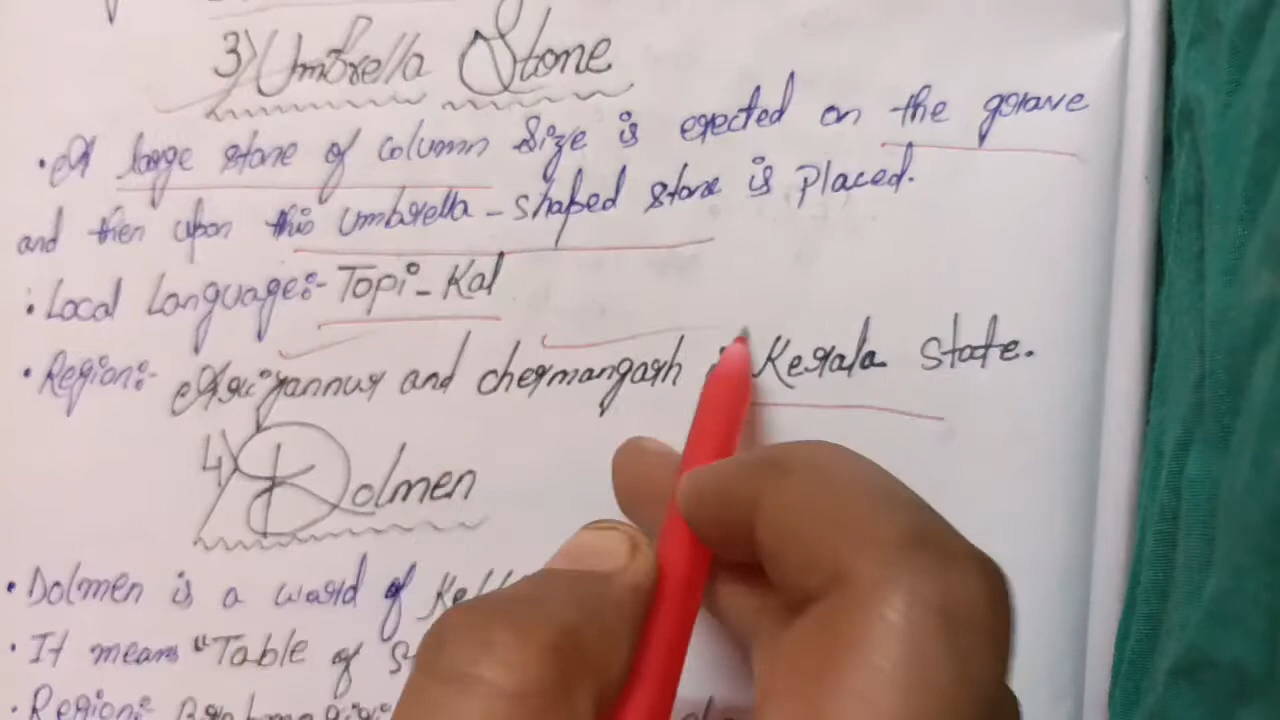 3) Umbrella Stone
• A large stone of column Size is erected on the grave
and then upon this umbrella-shaped stone is placed.
• Local Language:- Topi-Kal
• Region:- Ariyannur and chermangarh Kerala state.
4) Dolmen
• Dolmen is a word of
• It means "Table of
• Region:-